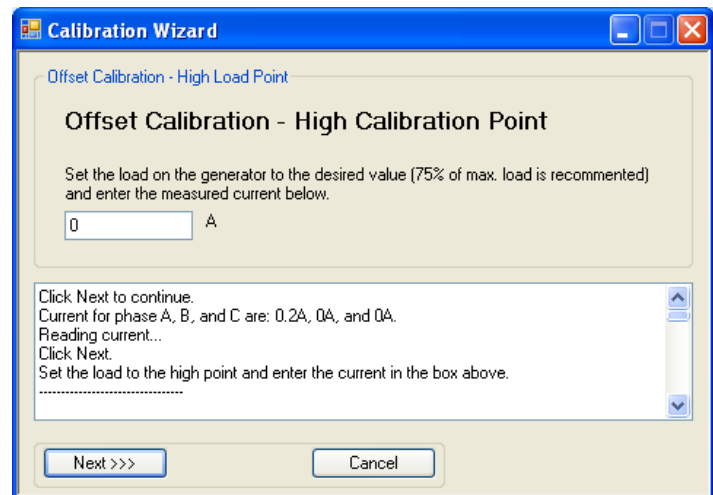 Calibration Wizard
Offset Calibration - High Load Point
Offset Calibration - High Calibration Point
Set the load on the generator to the desired value (75% of max. load is recommented)
and enter the measured current below.
0 A
Click Next to continue.
Current for phase A, B, and C are: 0.2A, 0A, and 0A.
Reading current...
Click Next.
Set the load to the high point and enter the current in the box above.
--------------------------------
Next >>> Cancel